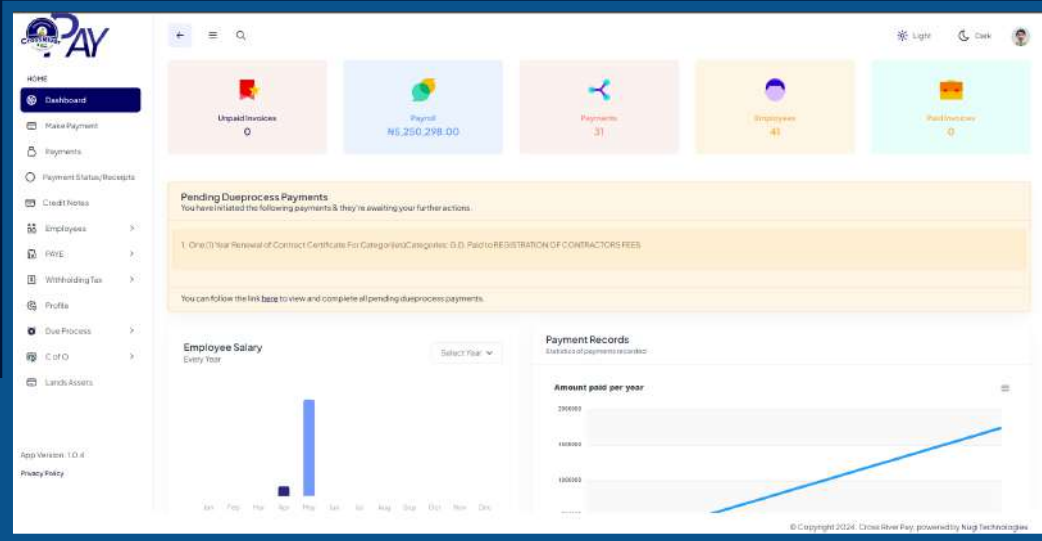 Cross River
PAY
HOME
Dashboard
Make Payment
Payments
Payment Status/Receipts
Credit Notes
Employees
PAYE
Withholding Tax
Profile
Due Process
C of O
Lands Assets
App Version: 1.0.4
Privacy Policy
Light
Dark
Unpaid Invoices
0
Payroll
N5,250,298.00
Payments
31
Employees
41
Paid Invoices
0
Pending Dueprocess Payments
You have initiated the following payments & they're awaiting your further actions
1. One(1) Year Renewal of Contract Certificate For Categories: G.D. Paid to REGISTRATION OF CONTRACTORS FEES
You can follow the link here to view and complete all pending dueprocess payments.
Employee Salary
Every Year
Select Year
Jan Feb Mar Apr May Jun Jul Aug Sep Oct Nov Dec
Payment Records
Statistics of payments recorded
Amount paid per year
© Copyright 2024. Cross River Pay, powered by Nugi Technologies